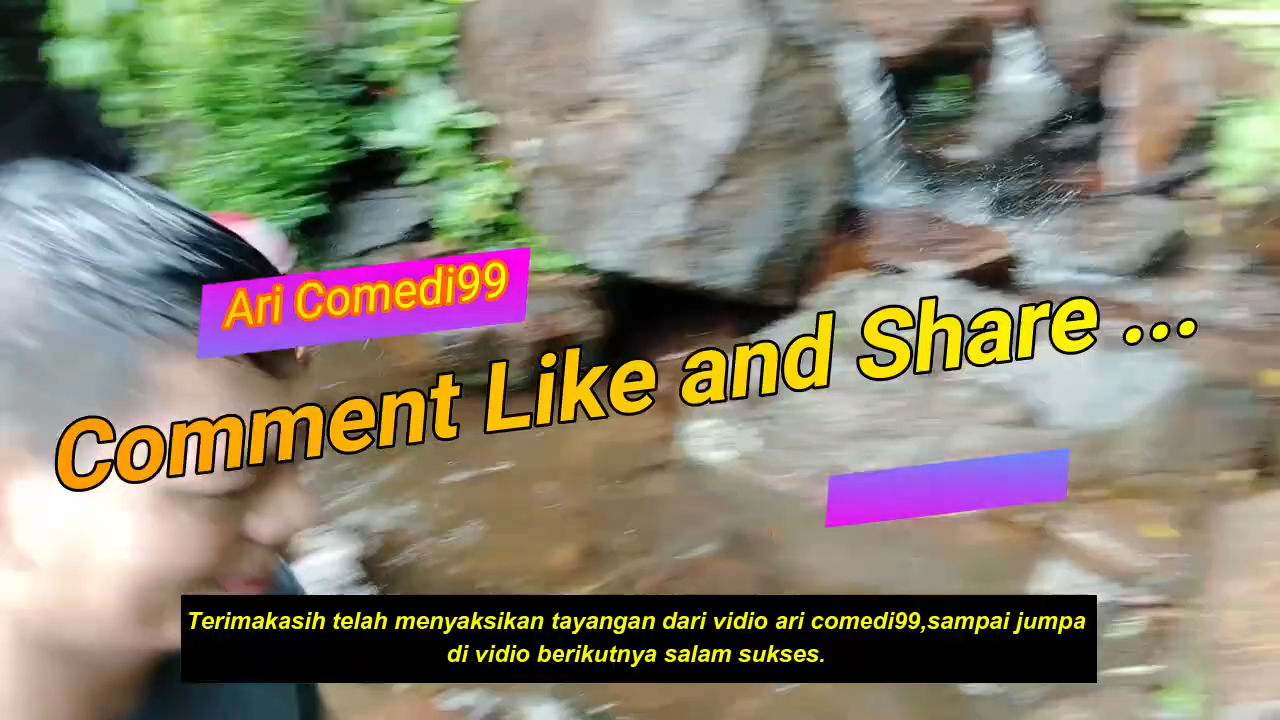 Ari Comedi99
Comment Like and Share ...
Terimakasih telah menyaksikan tayangan dari vidio ari comedi99,sampai jumpa
di vidio berikutnya salam sukses.